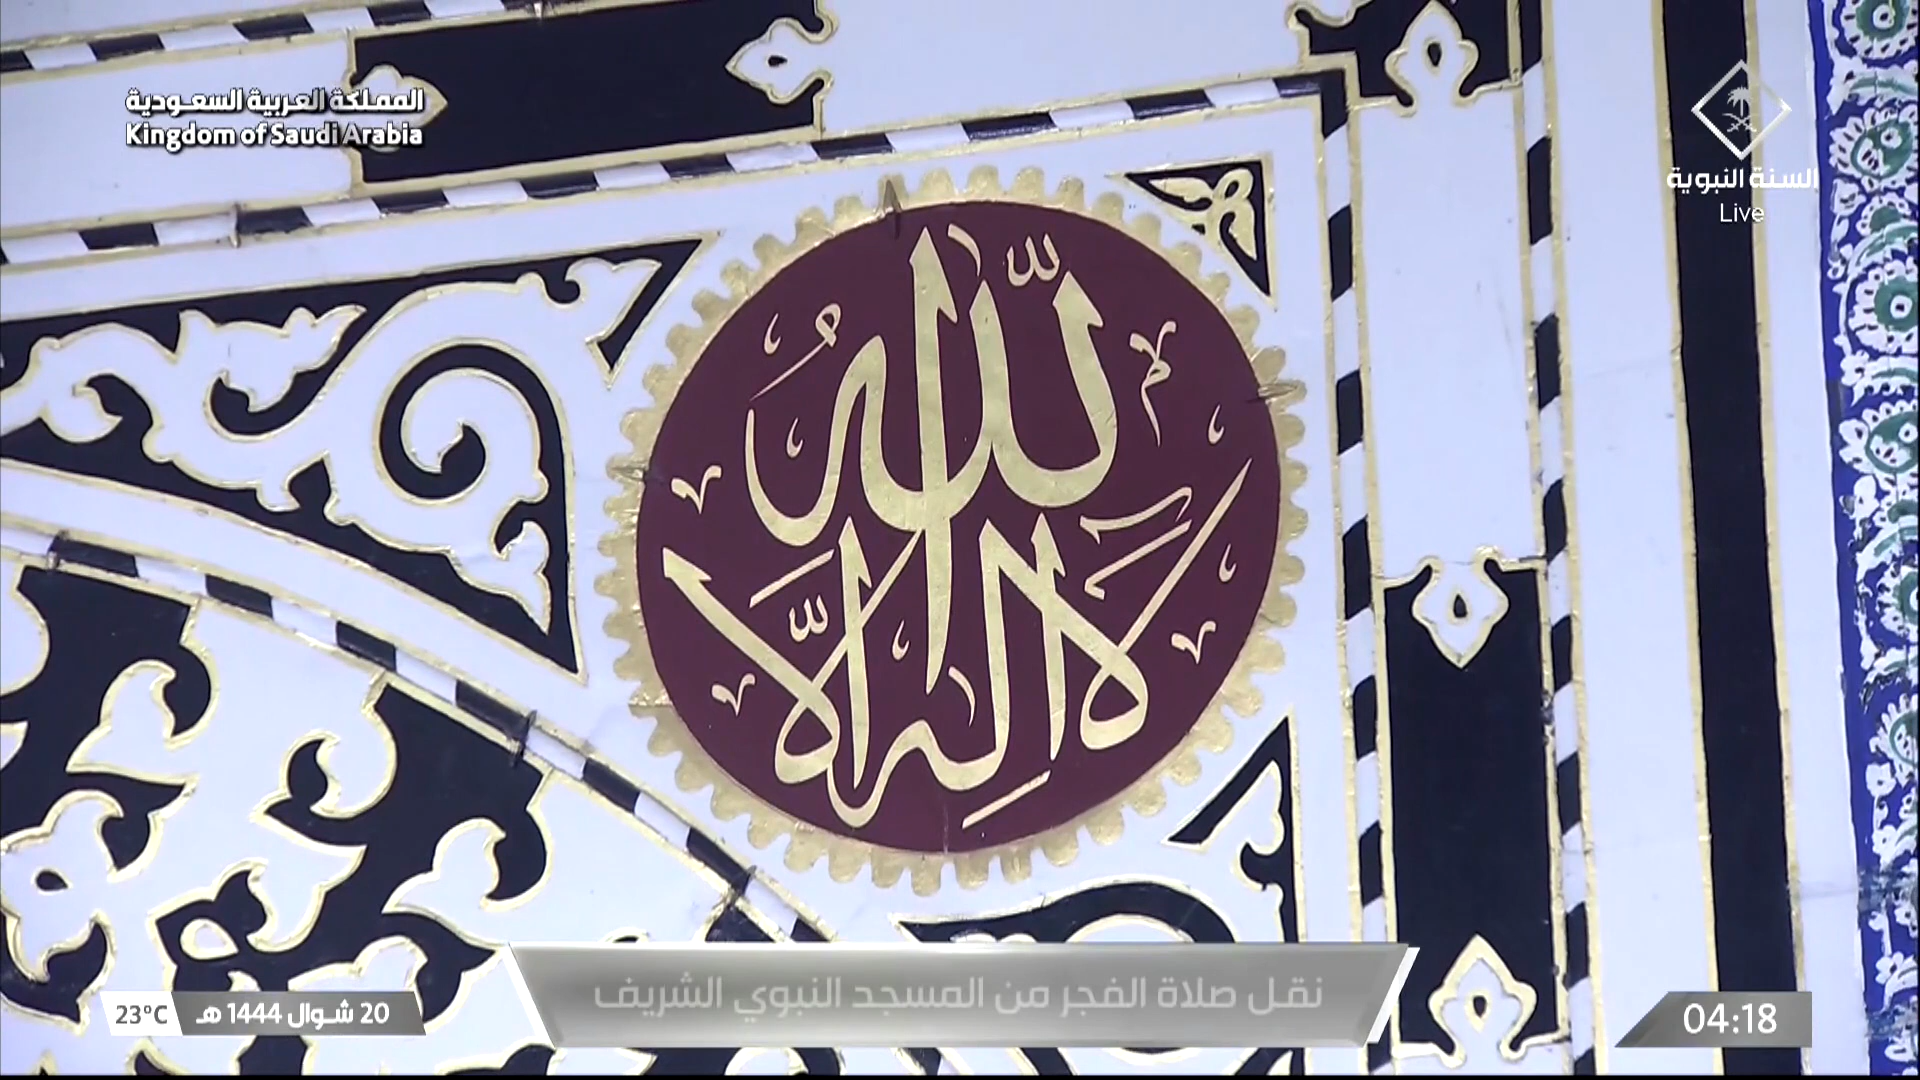 المملكة العربية السعودية
Kingdom of Saudi Arabia
السنة النبوية
Live
لا إله إلا الله
نقل صلاة الفجر من المسجد النبوي الشريف
23°C
20 شوال 1444 هـ
04:18